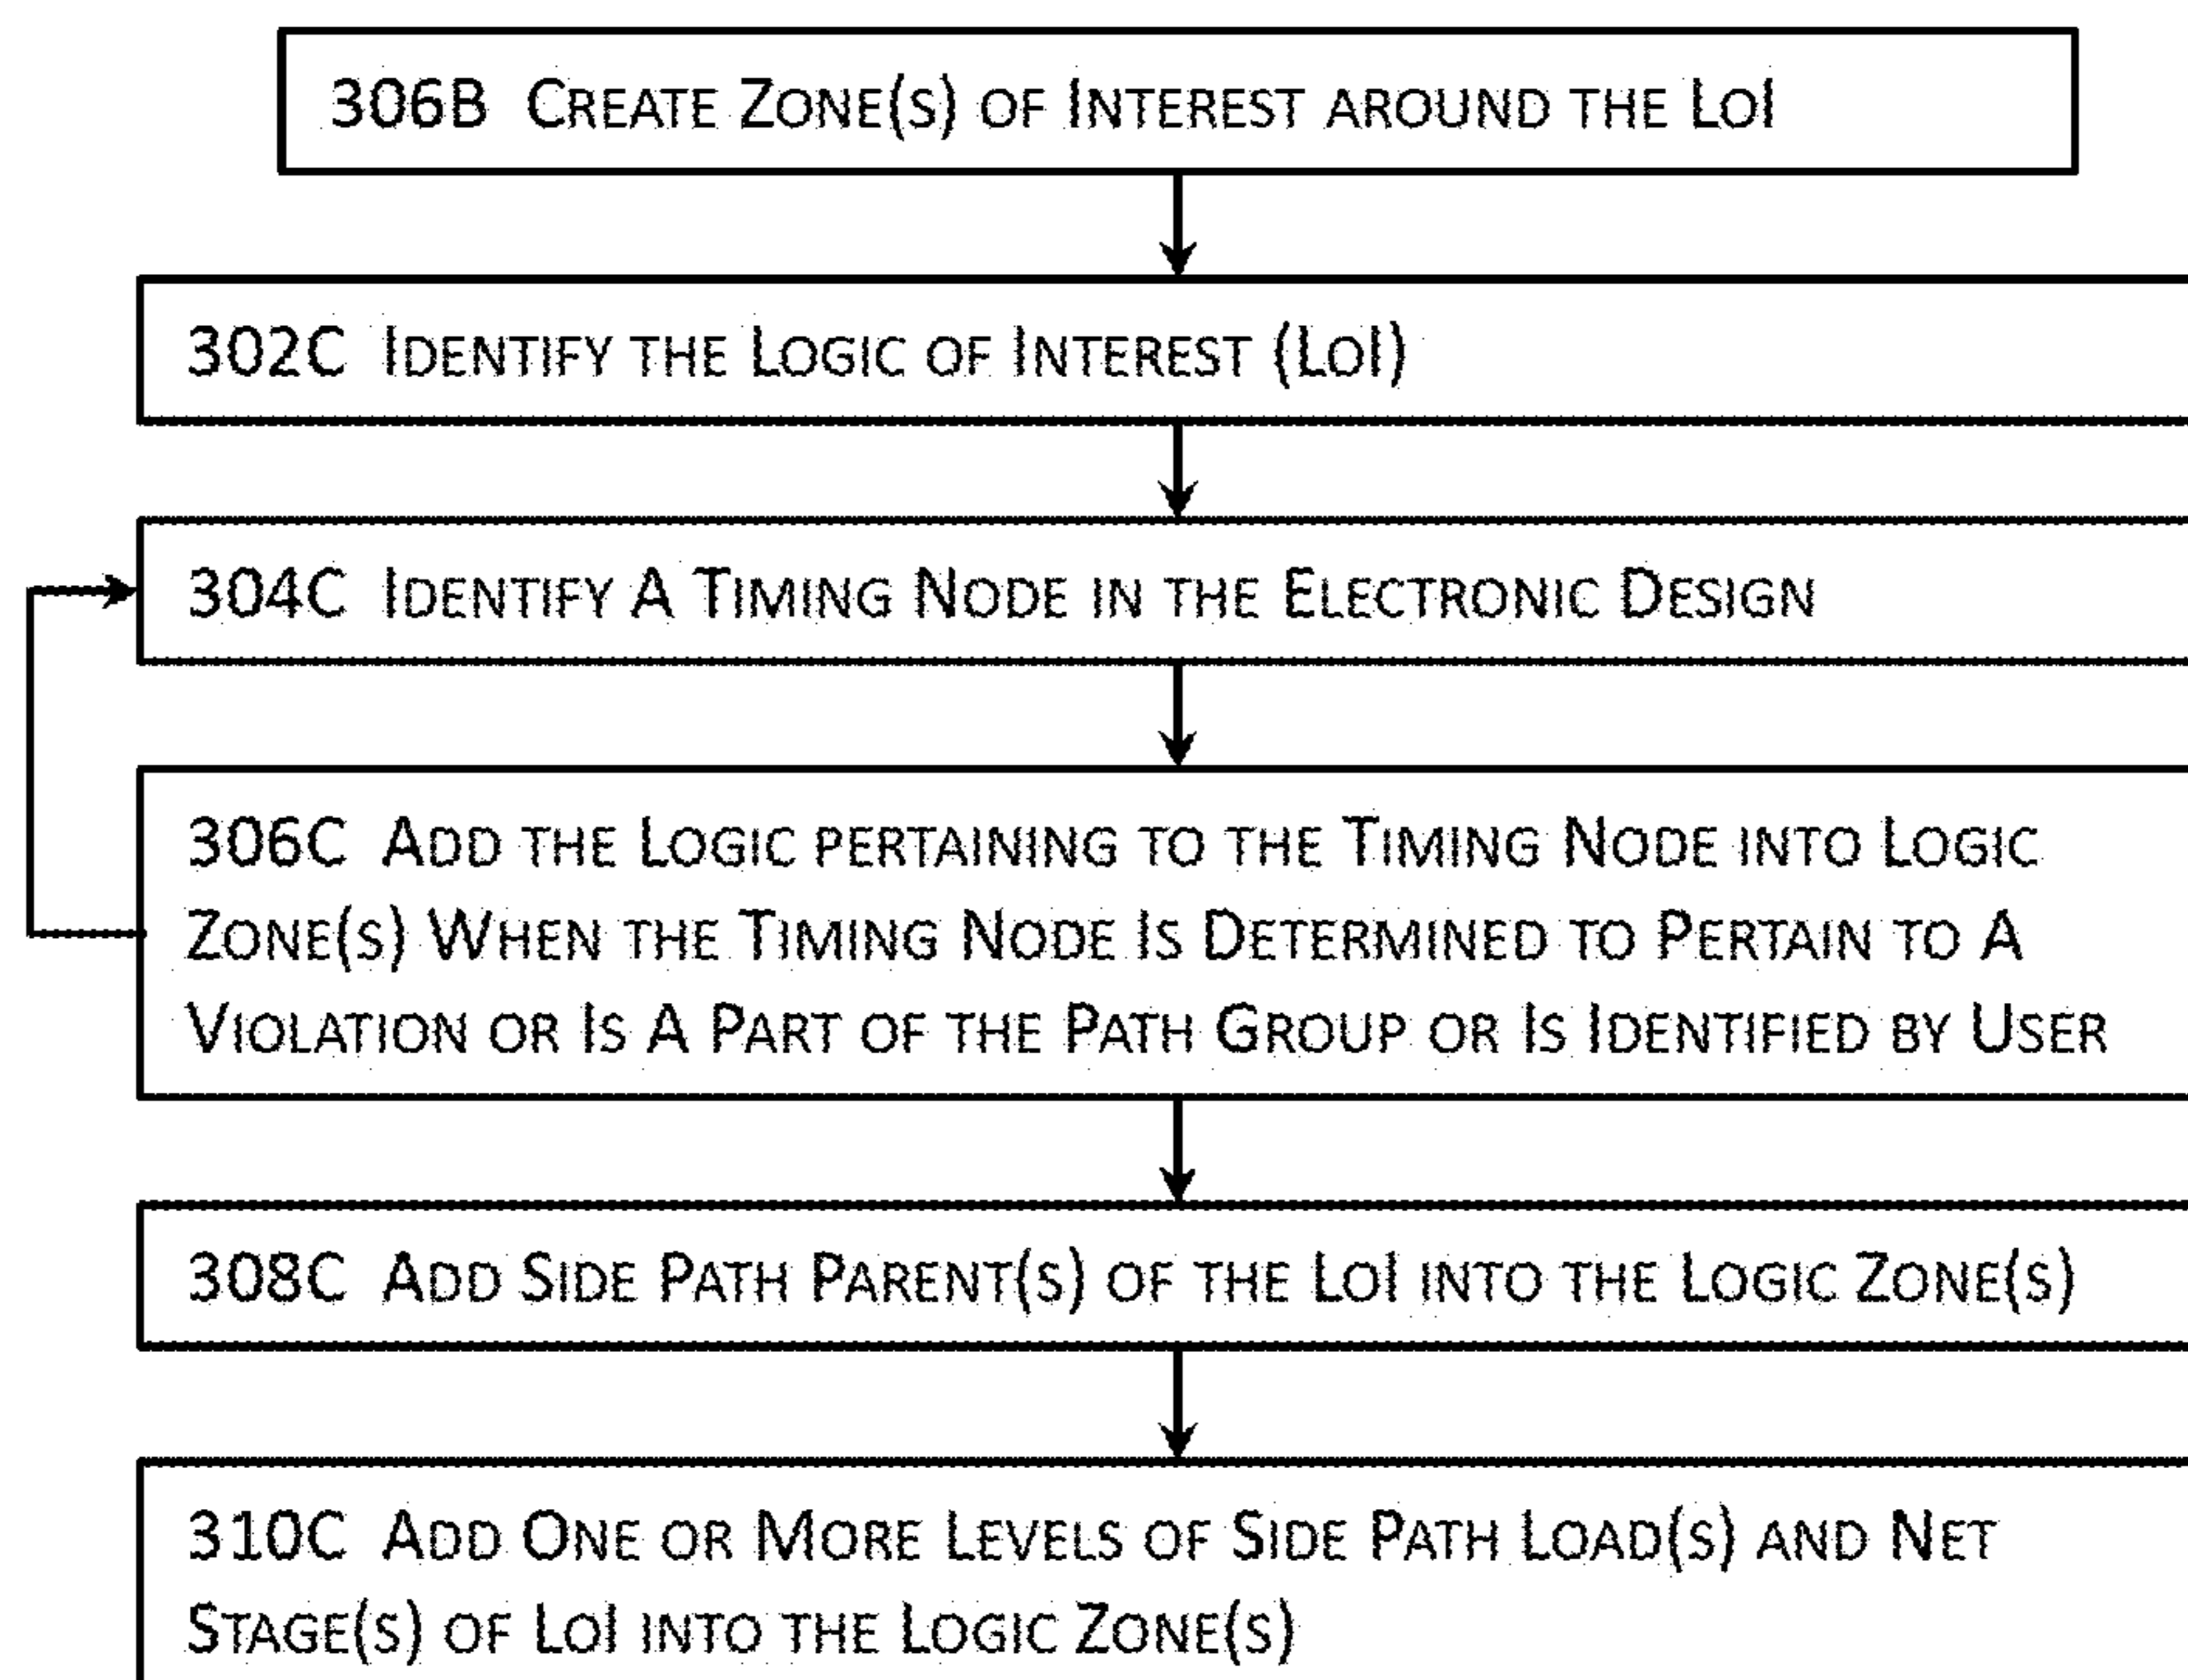 306B Create Zone(s) of Interest around the LoI
302C Identify the Logic of Interest (LoI)
304C Identify A Timing Node in the Electronic Design
306C Add the Logic pertaining to the Timing Node into Logic
Zone(s) When the Timing Node Is Determined to Pertain to A
Violation or Is A Part of the Path Group or Is Identified by User
308C Add Side Path Parent(s) of the LoI into the Logic Zone(s)
310C Add One or More Levels of Side Path Load(s) and Net
Stage(s) of LoI into the Logic Zone(s)